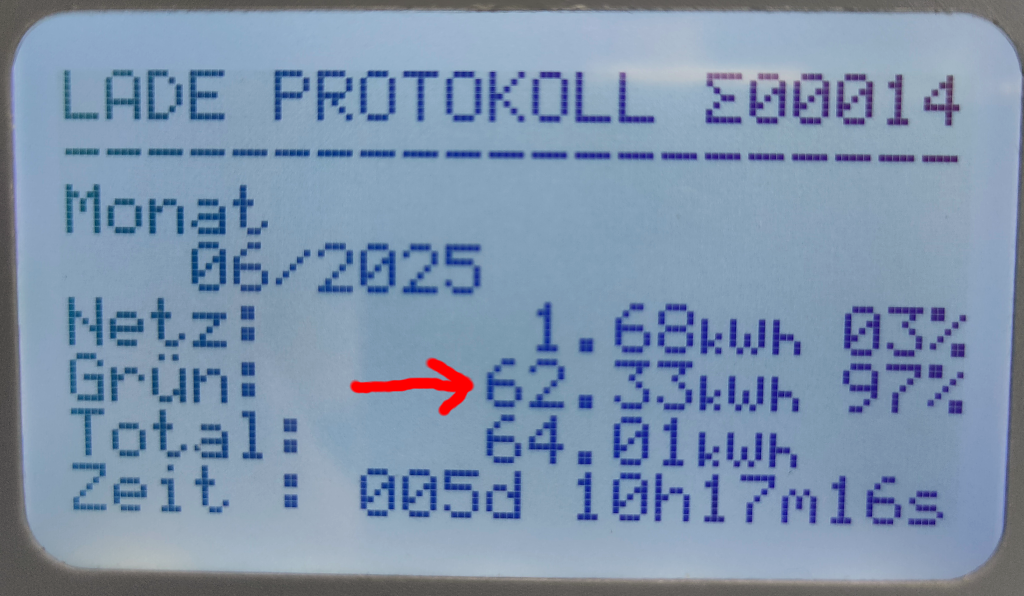 LADE PROTOKOLL Σ00014
--------------------
Monat
06/2025
Netz: 1.68kWh 03%
Grün: 62.33kWh 97%
Total: 64.01kWh
Zeit : 005d 10h17m16s